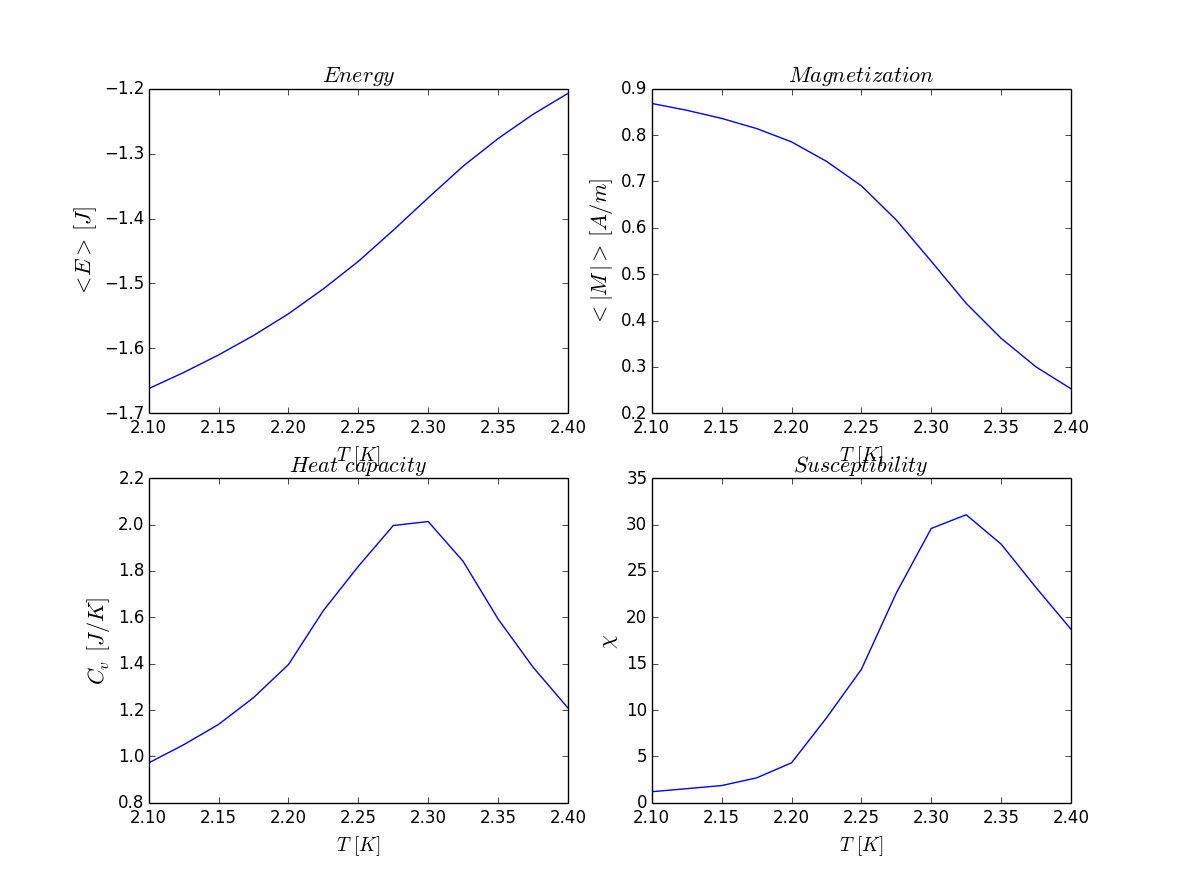 Energy
−1.2
−1.3
−1.4
−1.5
−1.6
−1.7
<E> [J]
2.10 2.15 2.20 2.25 2.30 2.35 2.40
T [K]
Magnetization
0.9
0.8
0.7
0.6
0.5
0.4
0.3
0.2
<|M|> [A/m]
2.10 2.15 2.20 2.25 2.30 2.35 2.40
T [K]
Heat capacity
2.2
2.0
1.8
1.6
1.4
1.2
1.0
0.8
C_v [J/K]
2.10 2.15 2.20 2.25 2.30 2.35 2.40
T [K]
Susceptibility
35
30
25
20
15
10
5
0
χ
2.10 2.15 2.20 2.25 2.30 2.35 2.40
T [K]